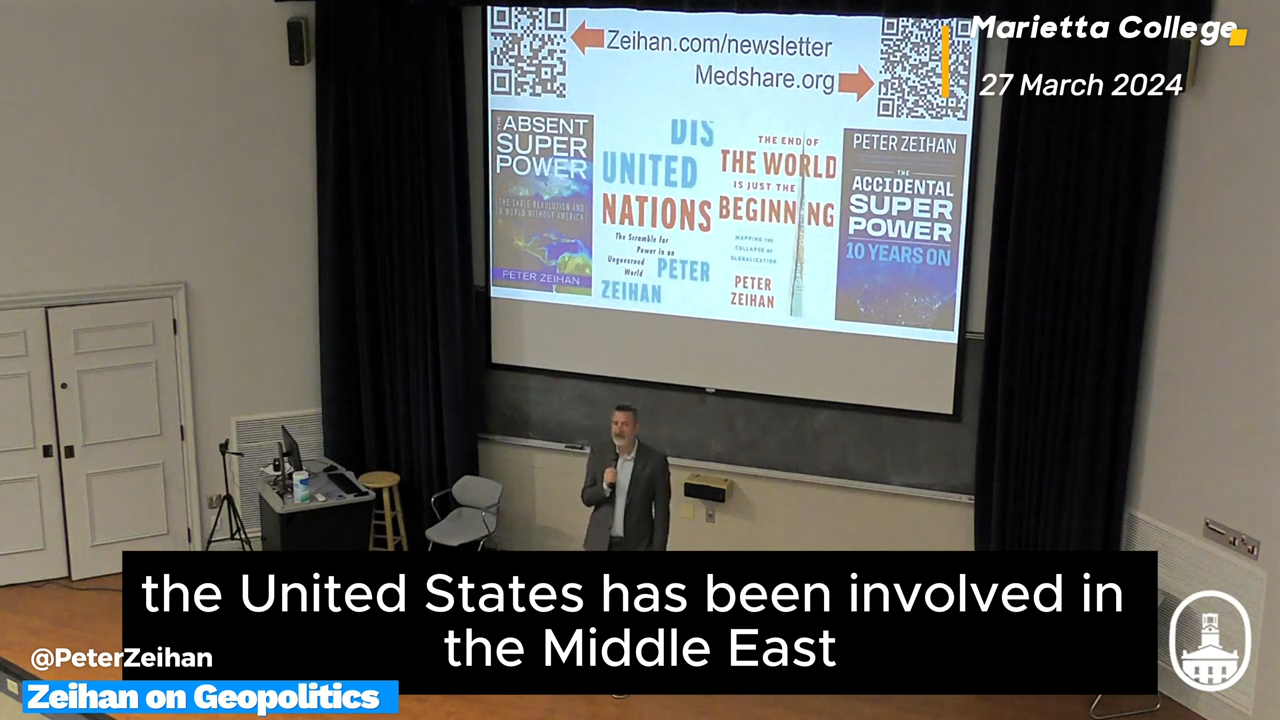 Zeihan.com/newsletter
Medshare.org
Marietta College
27 March 2024
THE
ABSENT
SUPER
POWER
THE SHALE REVOLUTION AND
A WORLD WITHOUT AMERICA
PETER ZEIHAN
DIS
UNITED
NATIONS
The Scramble for
Power in an
Ungoverned
World
PETER
ZEIHAN
THE END OF
THE WORLD
IS JUST THE
BEGINNING
MAPPING THE
COLLAPSE OF
GLOBALIZATION
PETER
ZEIHAN
PETER ZEIHAN
THE
ACCIDENTAL
SUPER
POWER
10 YEARS ON
the United States has been involved in
the Middle East
@PeterZeihan
Zeihan on Geopolitics